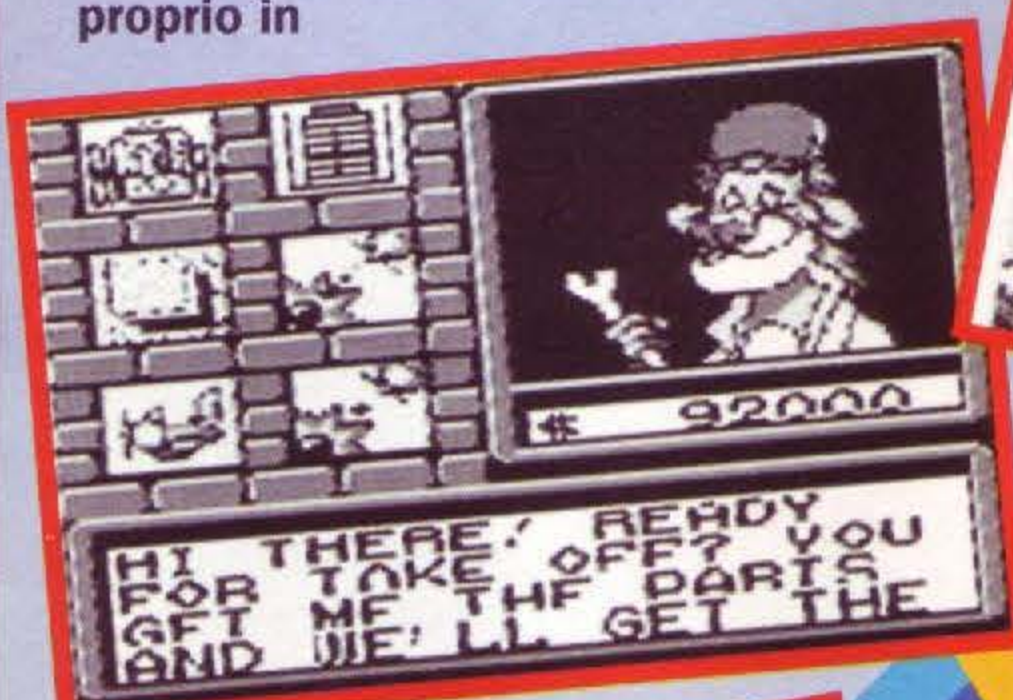 proprio in
$ 92000
HI THERE! READY
FOR TAKE OFF? YOU
GET ME THE PARTS
AND WE'LL GET THE